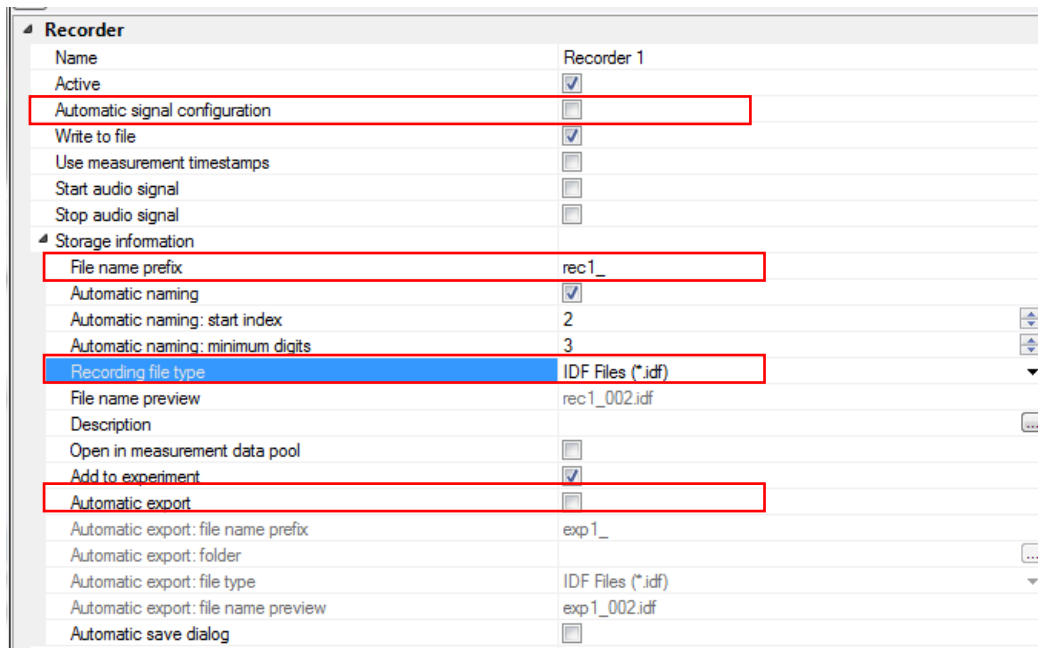 Recorder
Name Recorder 1
Active
Automatic signal configuration
Write to file
Use measurement timestamps
Start audio signal
Stop audio signal
Storage information
File name prefix rec1_
Automatic naming
Automatic naming: start index 2
Automatic naming: minimum digits 3
Recording file type IDF Files (*.idf)
File name preview rec1_002.idf
Description ...
Open in measurement data pool
Add to experiment
Automatic export
Automatic export: file name prefix exp1_
Automatic export: folder ...
Automatic export: file type IDF Files (*.idf)
Automatic export: file name preview exp1_002.idf
Automatic save dialog